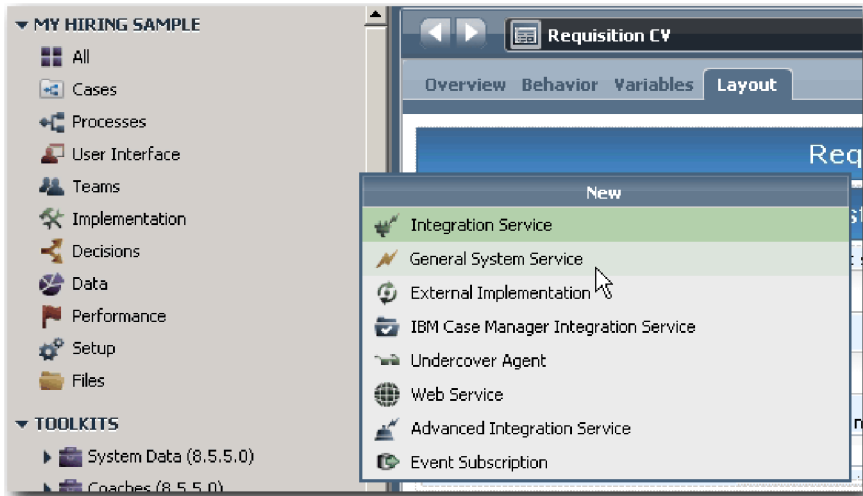 MY HIRING SAMPLE
All
Cases
Processes
User Interface
Teams
Implementation
Decisions
Data
Performance
Setup
Files
TOOLKITS
System Data (8.5.5.0)
Coaches (8.5.5.0)
Requisition CV
Overview Behavior Variables Layout
Req
New
Integration Service
General System Service
External Implementation
IBM Case Manager Integration Service
Undercover Agent
Web Service
Advanced Integration Service
Event Subscription